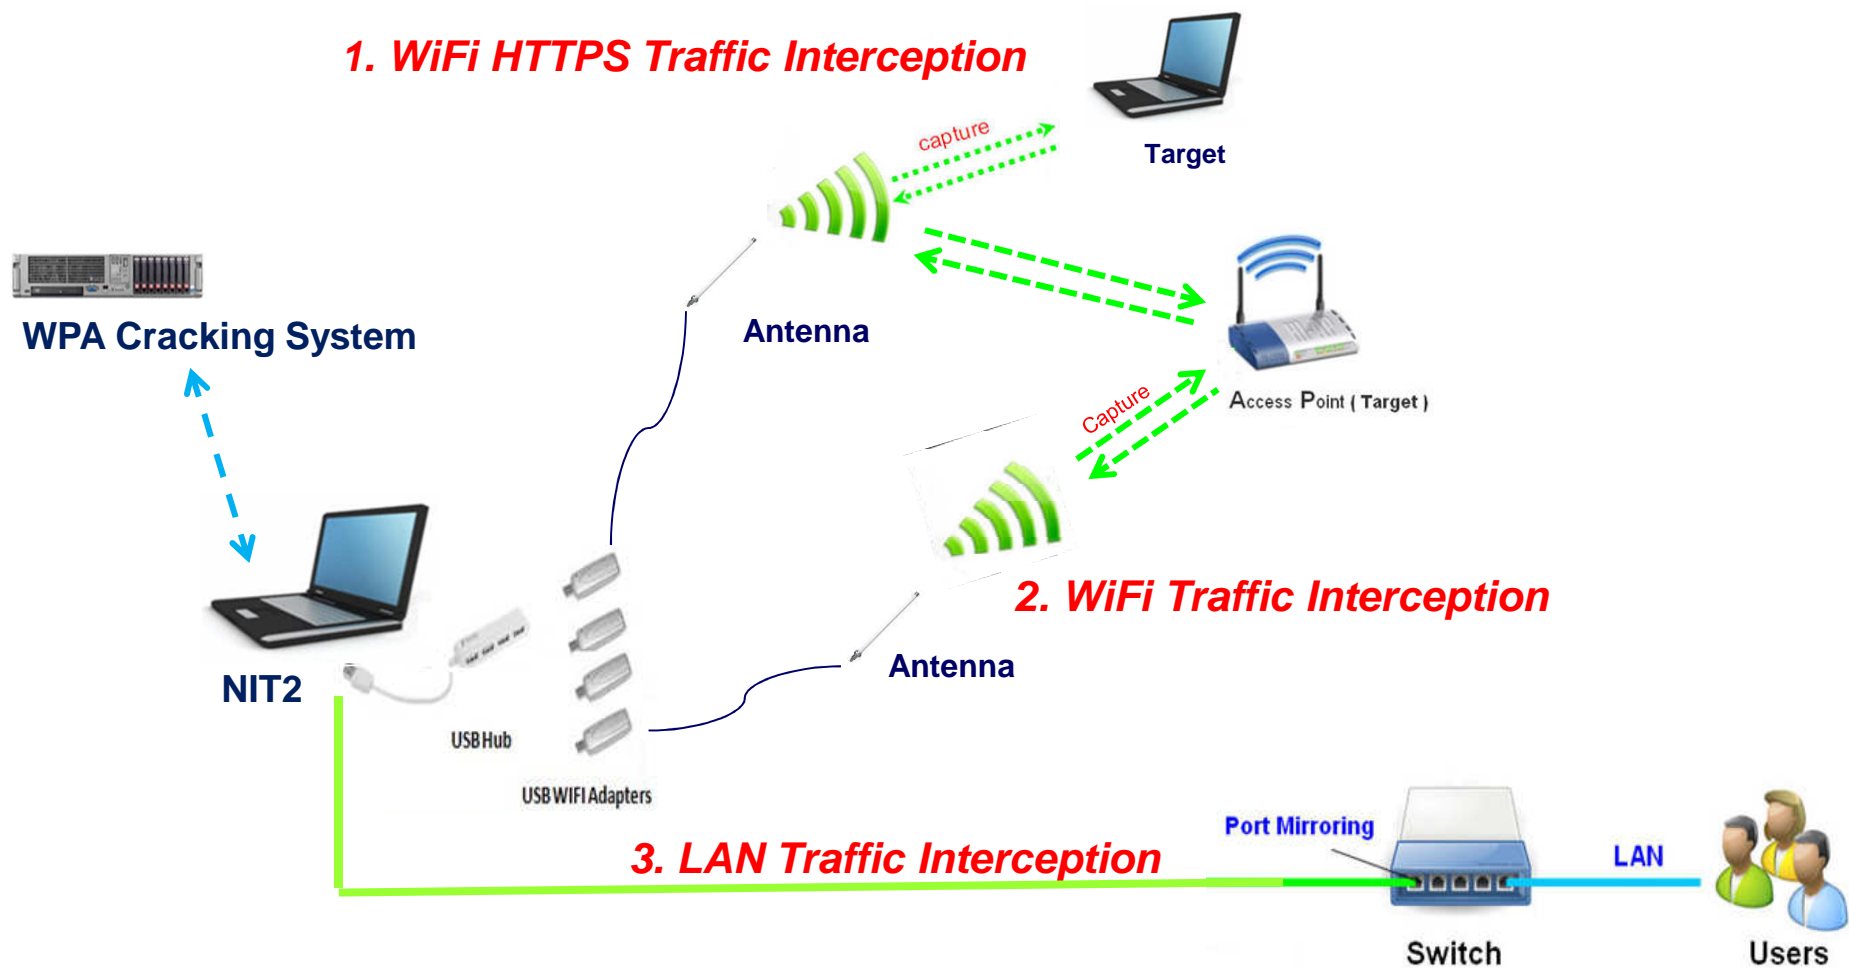 1. WiFi HTTPS Traffic Interception
capture
Target
WPA Cracking System
Antenna
Capture
Access Point ( Target )
2. WiFi Traffic Interception
Antenna
NIT2
USB Hub
USB WIFI Adapters
Port Mirroring
3. LAN Traffic Interception
LAN
Switch
Users